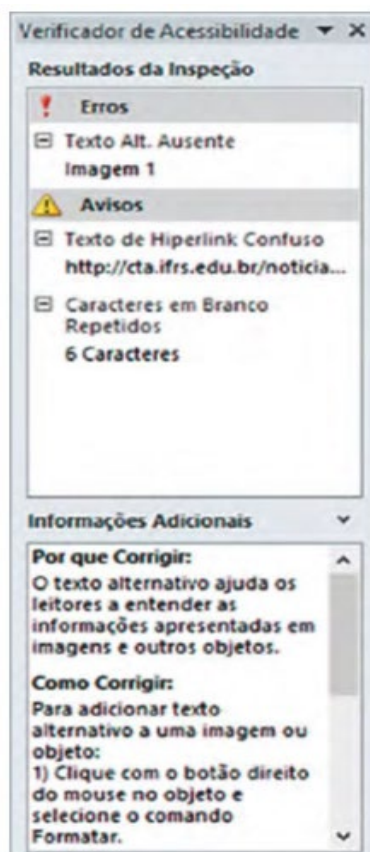 Verificador de Acessibilidade
Resultados da Inspeção
Erros
Texto Alt. Ausente
Imagem 1
Avisos
Texto de Hiperlink Confuso
http://cta.ifrs.edu.br/noticia...
Caracteres em Branco
Repetidos
6 Caracteres
Informações Adicionais
Por que Corrigir:
O texto alternativo ajuda os
leitores a entender as
informações apresentadas em
imagens e outros objetos.
Como Corrigir:
Para adicionar texto
alternativo a uma imagem ou
objeto:
1) Clique com o botão direito
do mouse no objeto e
selecione o comando
Formatar.